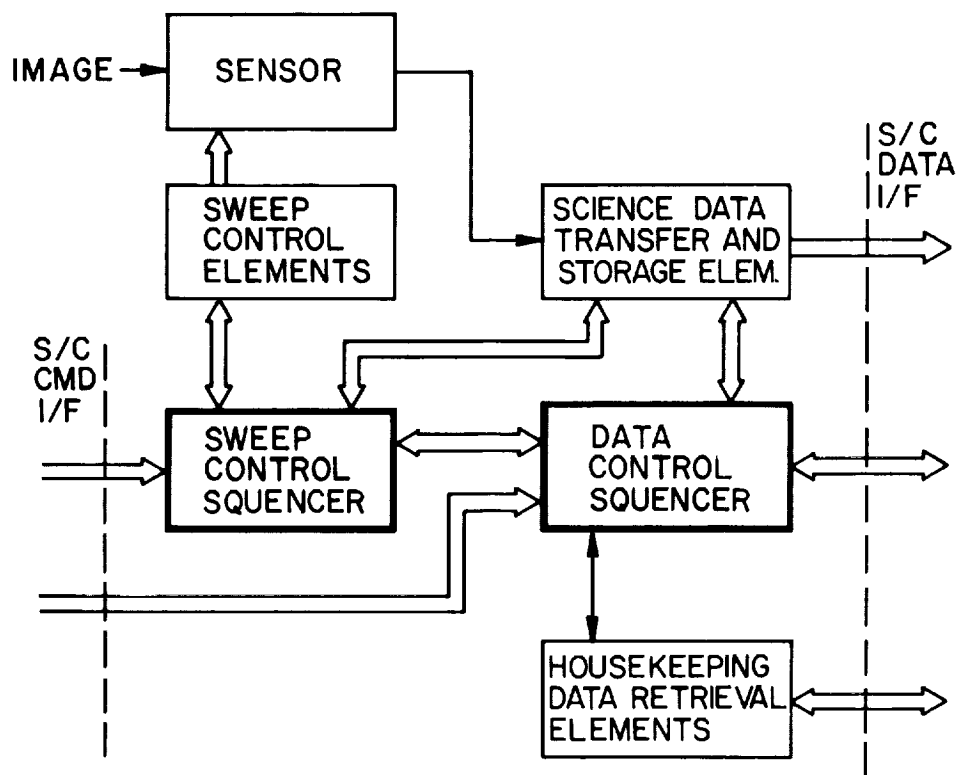 IMAGE
SENSOR
S/C
DATA
I/F
SWEEP
CONTROL
ELEMENTS
SCIENCE DATA
TRANSFER AND
STORAGE ELEM.
S/C
CMD
I/F
SWEEP
CONTROL
SQUENCER
DATA
CONTROL
SQUENCER
HOUSEKEEPING
DATA RETRIEVAL
ELEMENTS